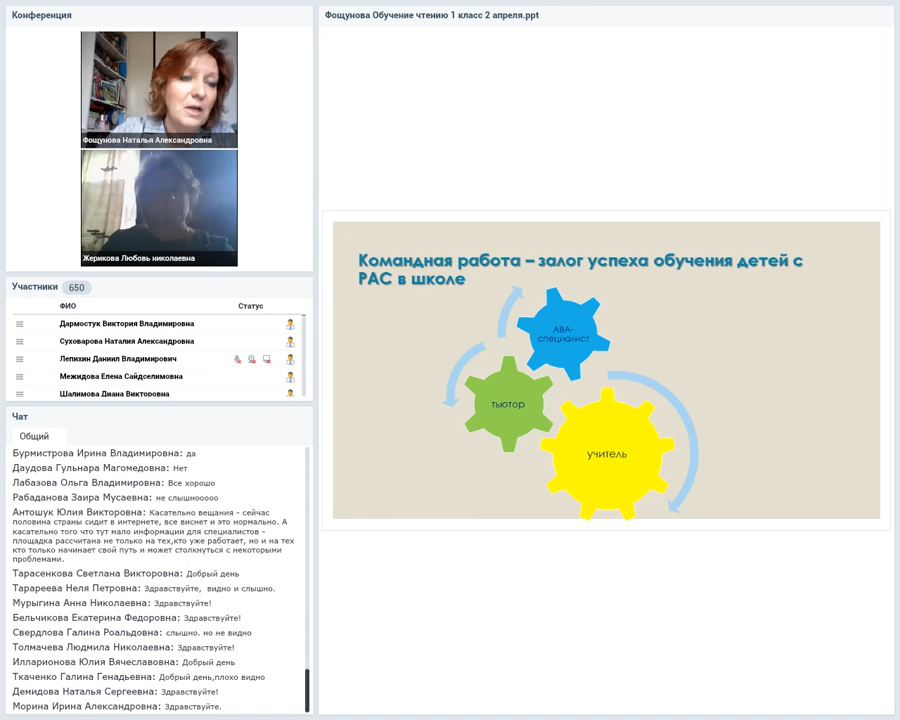 Конференция
Фощунова Наталья Александровна
Жерикова Любовь николаевна
Участники 650
ФИО Статус
Дармостук Виктория Владимировна
Суховарова Наталия Александровна
Лепихин Даниил Владимирович
Межидова Елена Сайдселимовна
Шалимова Диана Викторовна
Чат
Общий
Бурмистрова Ирина Владимировна: да
Даудова Гульнара Магомедовна: Нет
Лабазова Ольга Владимировна: Все хорошо
Рабаданова Заира Мусаевна: не слышнооооо
Антошук Юлия Викторовна: Касательно вещания - сейчас
половина страны сидит в интернете, все виснет и это нормально. А
касательно того что тут мало информации для специалистов -
площадка рассчитана не только на тех,кто уже работает, но и на тех
кто только начинает свой путь и может столкнуться с некоторыми
проблемами.
Тарасенкова Светлана Викторовна: Добрый день
Тарареева Неля Петровна: Здравствуйте, видно и слышно.
Мурыгина Анна Николаевна: Здравствуйте!
Бельчикова Екатерина Федоровна: Здравствуйте!
Свердлова Галина Роальдовна: слышно. но не видно
Толмачева Людмила Николаевна: Здравствуйте!
Илларионова Юлия Вячеславовна: Добрый день
Ткаченко Галина Генадьевна: Добрый день,плохо видно
Демидова Наталья Сергеевна: Здравствуйте!
Морина Ирина Александровна: Здравствуйте.
Фощунова Обучение чтению 1 класс 2 апреля.ppt
Командная работа – залог успеха обучения детей с
РАС в школе
АВА-
специалист
тьютор
учитель